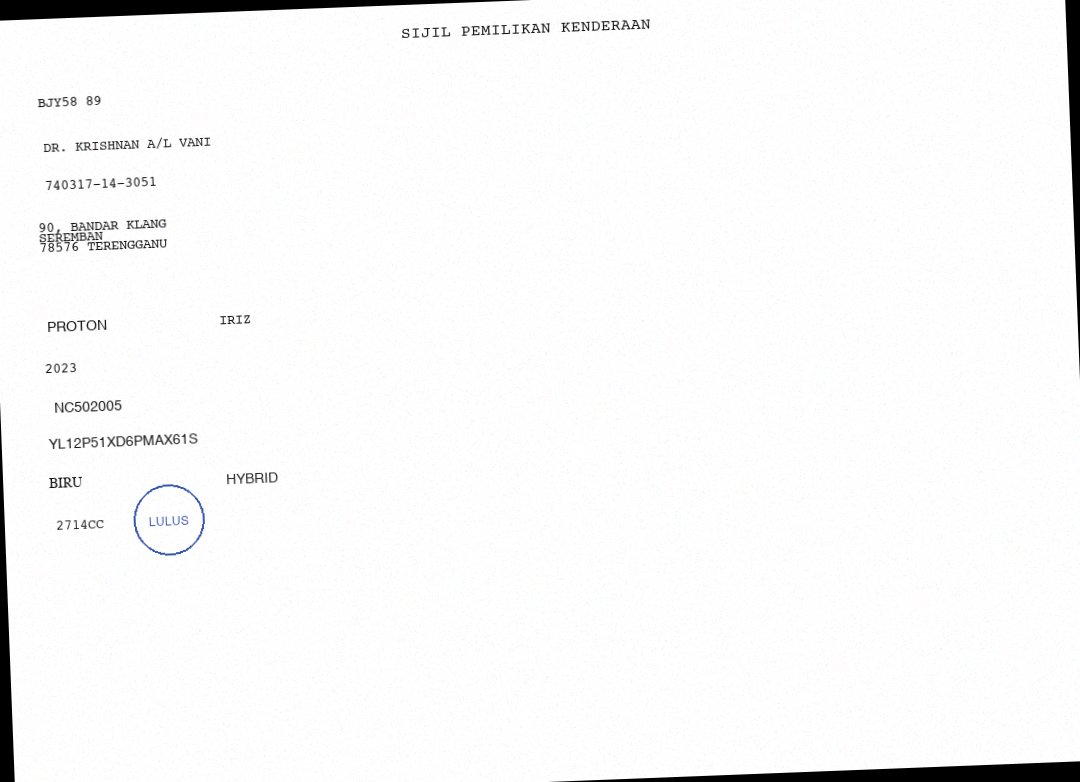 SIJIL PEMILIKAN KENDERAAN
BJY58 89
DR. KRISHNAN A/L VANI
740317-14-3051
90, BANDAR KLANG
SEREMBAN
78576 TERENGGANU
PROTON IRIZ
2023
NC502005
YL12P51XD6PMAX61S
BIRU HYBRID
2714CC LULUS